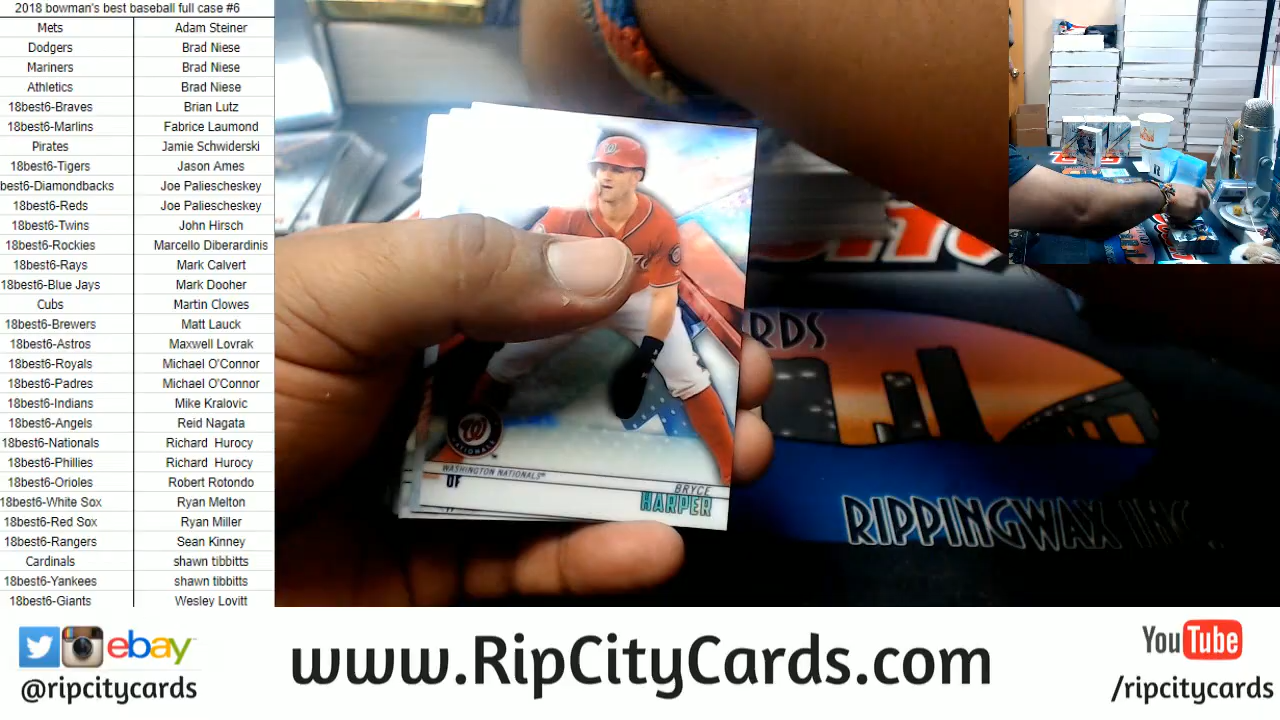 2018 bowman's best baseball full case #6
Mets Adam Steiner
Dodgers Brad Niese
Mariners Brad Niese
Athletics Brad Niese
18best6-Braves Brian Lutz
18best6-Marlins Fabrice Laumond
Pirates Jamie Schwiderski
18best6-Tigers Jason Ames
best6-Diamondbacks Joe Paliescheskey
18best6-Reds Joe Paliescheskey
18best6-Twins John Hirsch
18best6-Rockies Marcello Diberardinis
18best6-Rays Mark Calvert
18best6-Blue Jays Mark Dooher
Cubs Martin Clowes
18best6-Brewers Matt Lauck
18best6-Astros Maxwell Lovrak
18best6-Royals Michael O'Connor
18best6-Padres Michael O'Connor
18best6-Indians Mike Kralovic
18best6-Angels Reid Nagata
18best6-Nationals Richard Hurocy
18best6-Phillies Richard Hurocy
18best6-Orioles Robert Rotondo
18best6-White Sox Ryan Melton
18best6-Red Sox Ryan Miller
18best6-Rangers Sean Kinney
Cardinals shawn tibbitts
18best6-Yankees shawn tibbitts
18best6-Giants Wesley Lovitt
W
NATIONALS
WASHINGTON NATIONALS
OF
BRYCE
HARPER
RDS
RIPPINGWAX INC
ebay
@ripcitycards
www.RipCityCards.com
YouTube
/ripcitycards